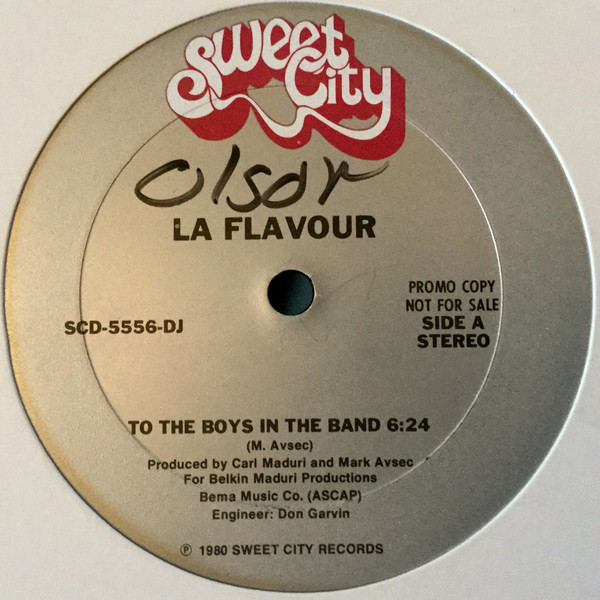 Sweet
City
LA FLAVOUR
PROMO COPY
NOT FOR SALE
SCD-5556-DJ
SIDE A
STEREO
TO THE BOYS IN THE BAND 6:24
(M. Avsec)
Produced by Carl Maduri and Mark Avsec
For Belkin Maduri Productions
Bema Music Co. (ASCAP)
Engineer: Don Garvin
℗ 1980 SWEET CITY RECORDS